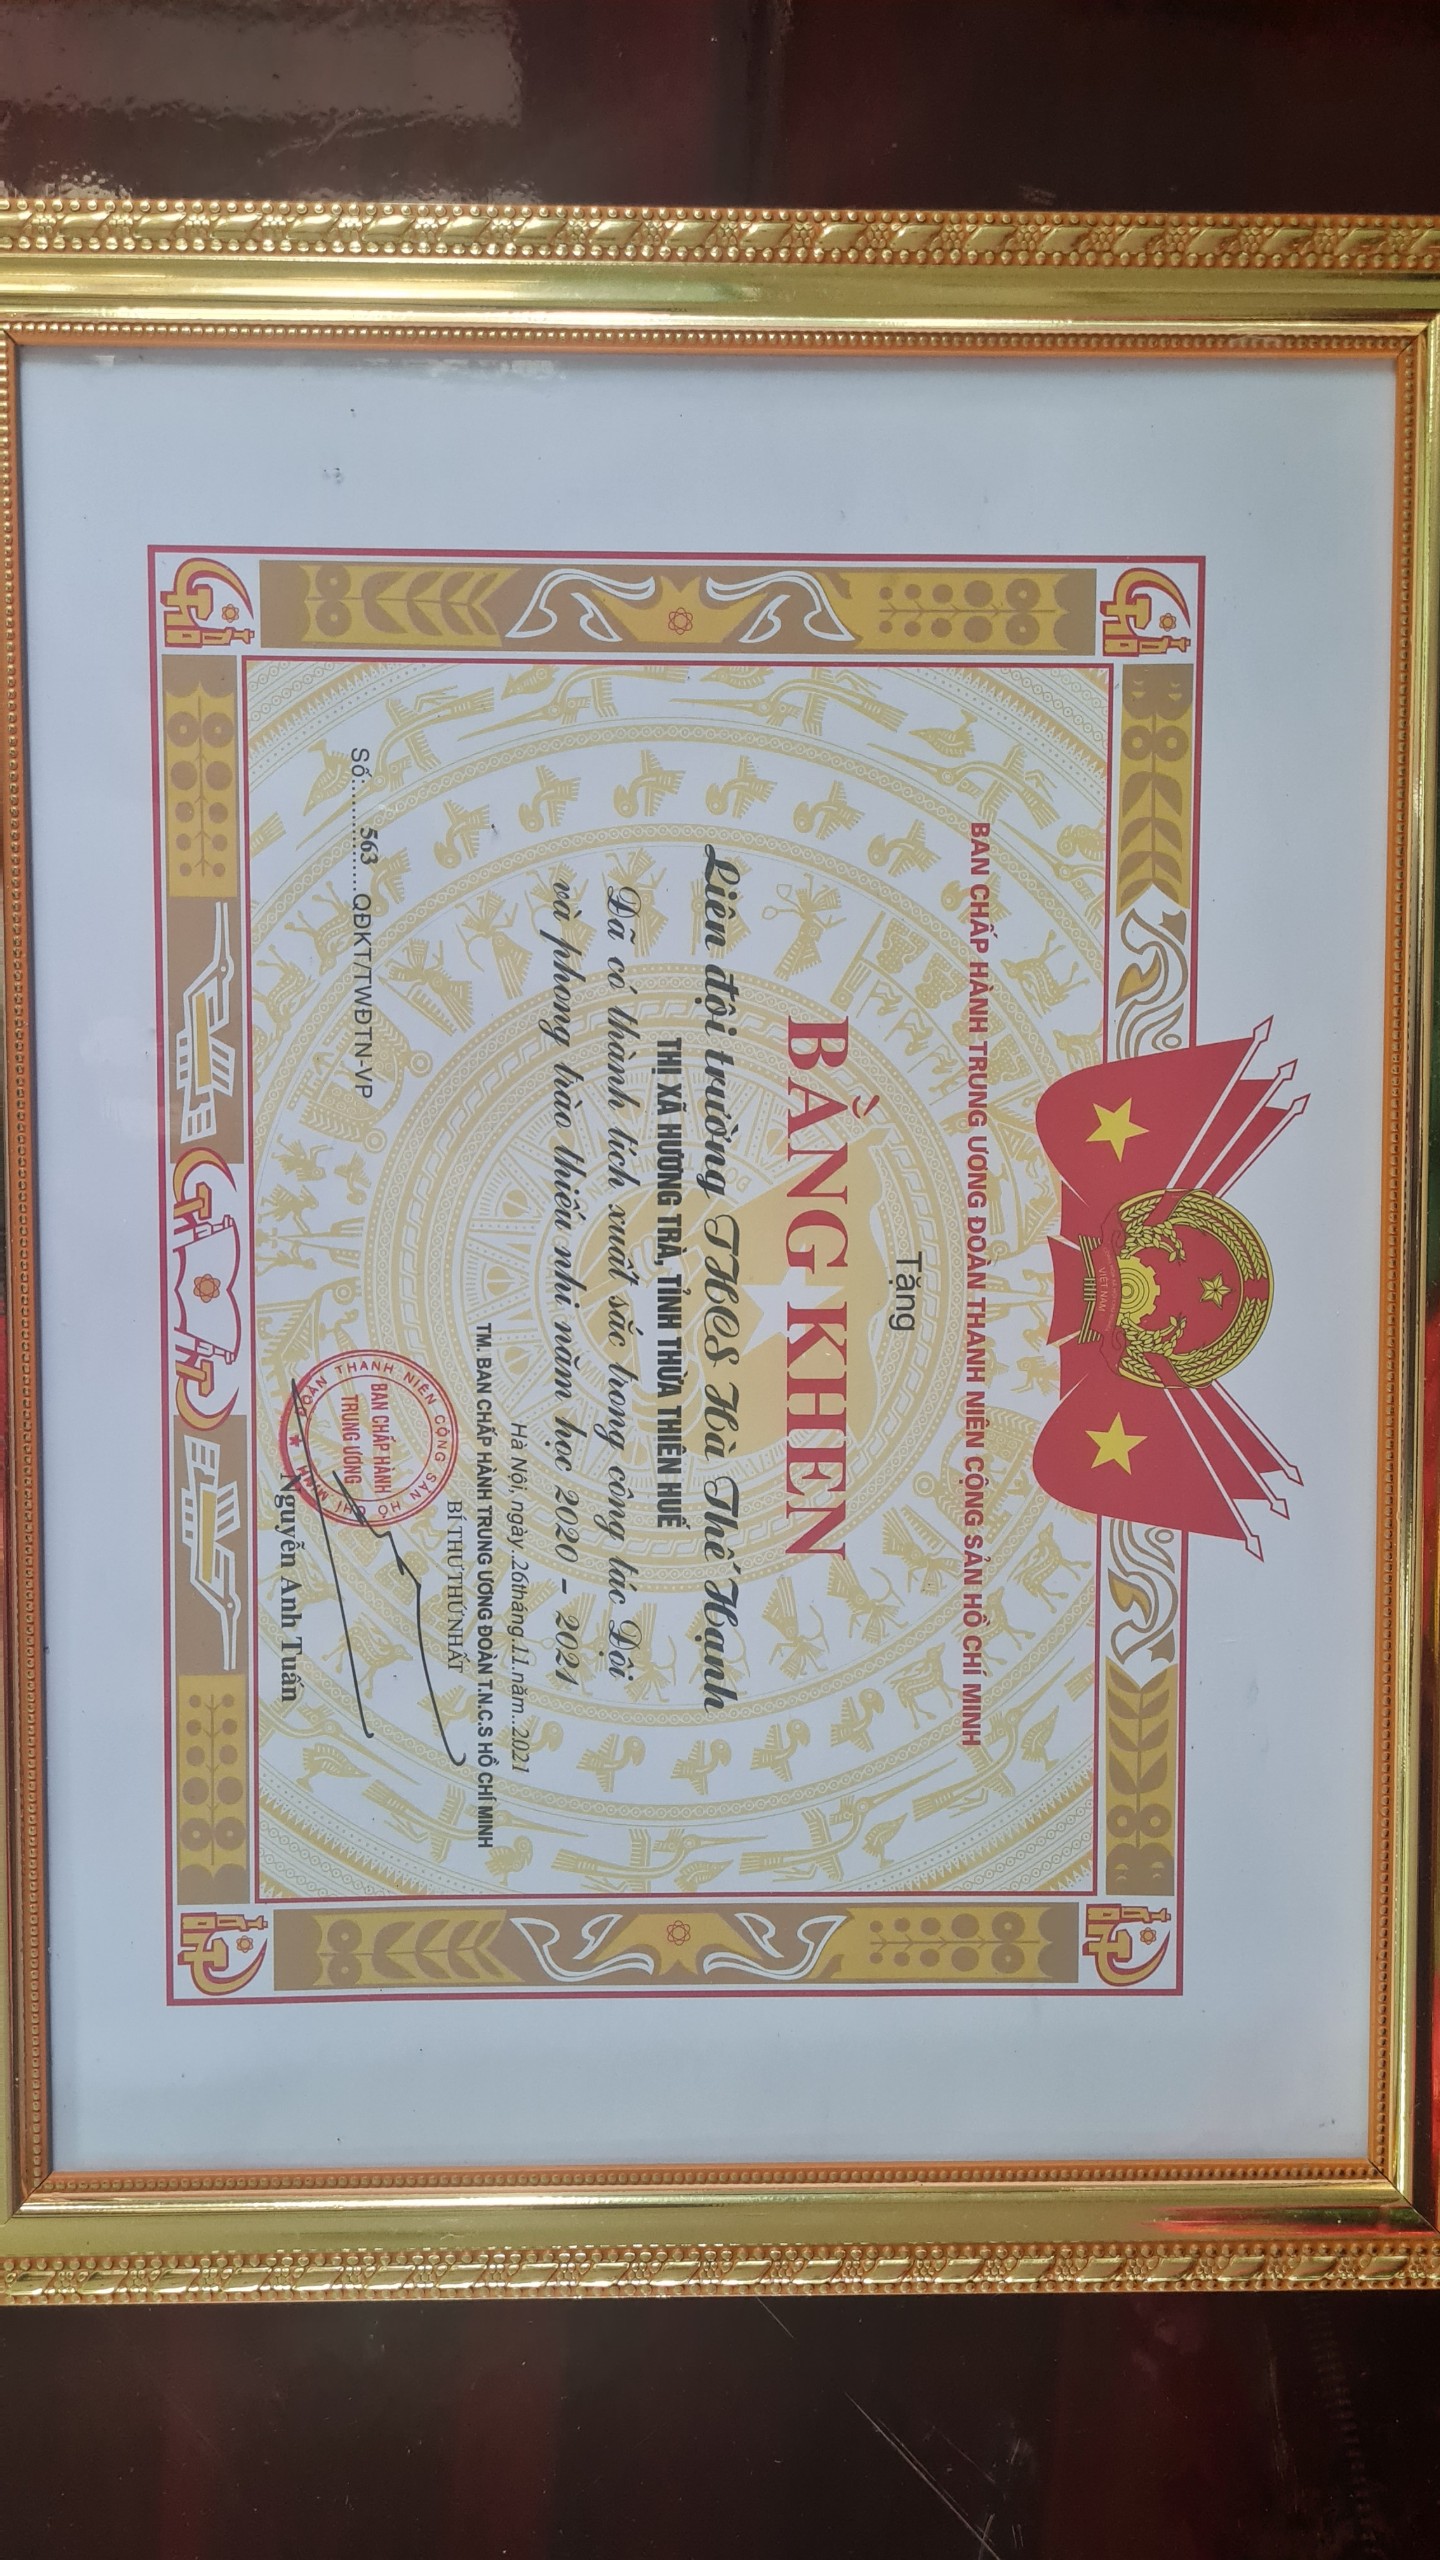 VIỆT NAM
BAN CHẤP HÀNH TRUNG ƯƠNG ĐOÀN THANH NIÊN CỘNG SẢN HỒ CHÍ MINH
Tặng
BẰNG KHEN
Liên đội trường THCS Hà Thế Hạnh
THỊ XÃ HƯƠNG TRÀ, TỈNH THỪA THIÊN HUẾ
Đã có thành tích xuất sắc trong công tác Đội
và phong trào thiếu nhi năm học 2020 - 2021
Hà Nội, ngày..26tháng.11.năm..2021
TM. BAN CHẤP HÀNH TRUNG ƯƠNG ĐOÀN T.N.C.S HỒ CHÍ MINH
BÍ THƯ THỨ NHẤT
Số:...........563....QĐKT/TWĐTN-VP
ĐOÀN THANH NIÊN CỘNG SẢN HỒ CHÍ MINH
BAN CHẤP HÀNH
TRUNG ƯƠNG
Nguyễn Anh Tuấn